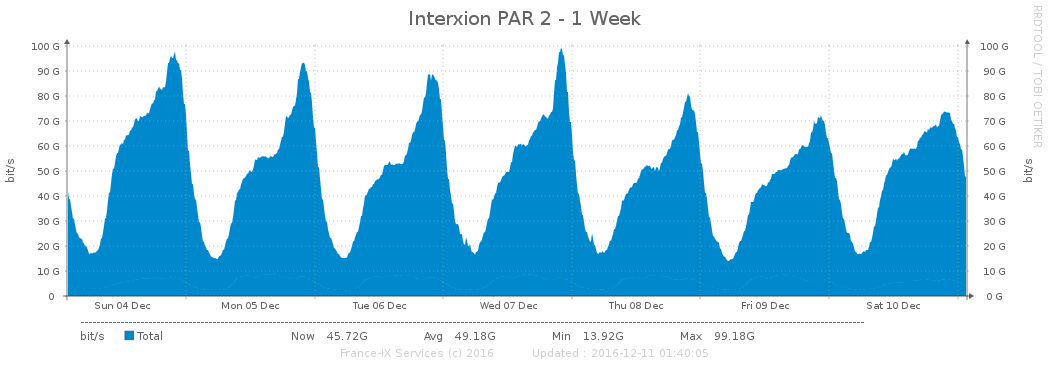 Interxion PAR 2 - 1 Week
RRDTOOL / TOBI OETIKER
bit/s
bit/s
100 G 100 G
90 G 90 G
80 G 80 G
70 G 70 G
60 G 60 G
50 G 50 G
40 G 40 G
30 G 30 G
20 G 20 G
10 G 10 G
0 0 G
Sun 04 Dec Mon 05 Dec Tue 06 Dec Wed 07 Dec Thu 08 Dec Fri 09 Dec Sat 10 Dec
bit/s Total Now 45.72G Avg 49.18G Min 13.92G Max 99.18G
France-IX Services (c) 2016 Updated : 2016-12-11 01:40:05